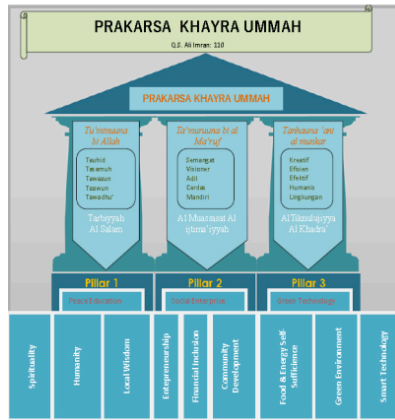 PRAKARSA KHAYRA UMMAH
Q.S. Ali Imran: 110
PRAKARSA KHAYRA UMMAH
Tu'minuuna
bi Allah
Tauhid
Tasamuh
Tawazun
Taawun
Tawadhu'
Tarbiyyah
Al Salam
Ta'muruuna bi al
Ma'ruf
Semangat
Visioner
Adil
Cerdas
Mandiri
Al Muassasat Al
ijtima'iyyah
Tanhauna 'ani
al munkar
Kreatif
Efisien
Efektif
Humanis
Lingkungan
Al Tiknulujiyya
Al Khadra'
Pillar 1
Peace Education
Pillar 2
Social Enterprise
Pillar 3
Green Technology
Spirituality
Humanity
Local Wisdom
Entepreneurship
Financial Inclusion
Community
Development
Food & Energy Self-
Sufficience
Green Environment
Smart Technology